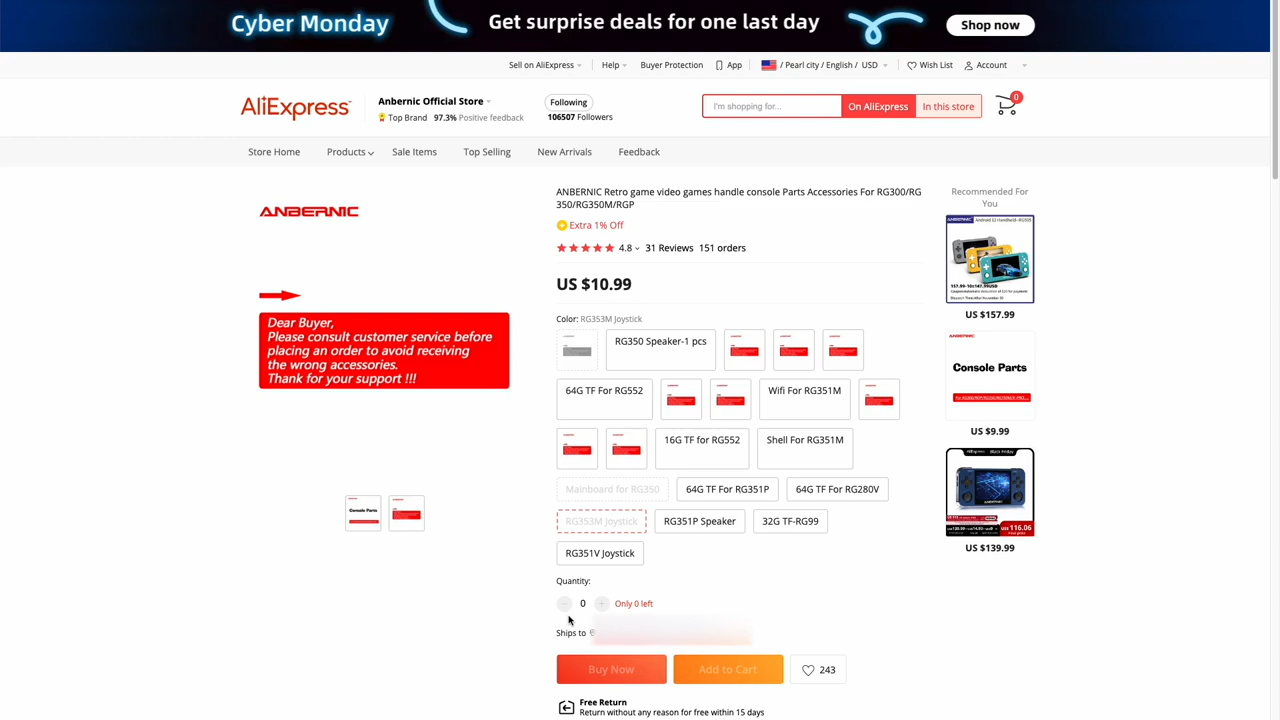 Cyber Monday
Get surprise deals for one last day
Shop now
Sell on AliExpress
Help
Buyer Protection
App
/ Pearl city / English / USD
Wish List
Account
AliExpress
Anbernic Official Store
Top Brand 97.3% Positive feedback
Following
106507 Followers
I'm shopping for...
On AliExpress
In this store
0
Store Home
Products
Sale Items
Top Selling
New Arrivals
Feedback
ANBERNIC
Dear Buyer,
Please consult customer service before
placing an order to avoid receiving
the wrong accessories.
Thank for your support !!!
Console Parts
ANBERNIC Retro game video games handle console Parts Accessories For RG300/RG
350/RG350M/RGP
Extra 1% Off
4.8
31 Reviews
151 orders
US $10.99
Color: RG353M Joystick
RG350 Speaker-1 pcs
64G TF For RG552
Wifi For RG351M
16G TF for RG552
Shell For RG351M
Mainboard for RG350
64G TF For RG351P
64G TF For RG280V
RG353M Joystick
RG351P Speaker
32G TF-RG99
RG351V Joystick
Quantity:
0
Only 0 left
Ships to
Buy Now
Add to Cart
243
Free Return
Return without any reason for free within 15 days
Recommended For
You
US $157.99
Console Parts
US $9.99
116.06
US $139.99